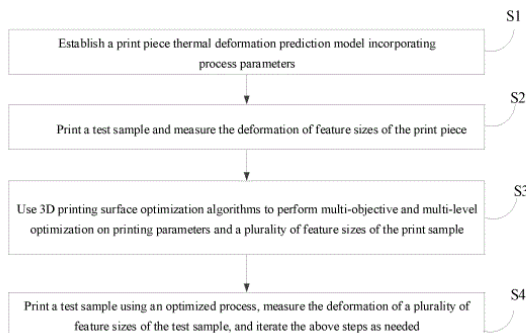 S1
Establish a print piece thermal deformation prediction model incorporating
process parameters
S2
Print a test sample and measure the deformation of feature sizes of the print piece
S3
Use 3D printing surface optimization algorithms to perform multi-objective and multi-level
optimization on printing parameters and a plurality of feature sizes of the print sample
S4
Print a test sample using an optimized process, measure the deformation of a plurality of
feature sizes of the test sample, and iterate the above steps as needed